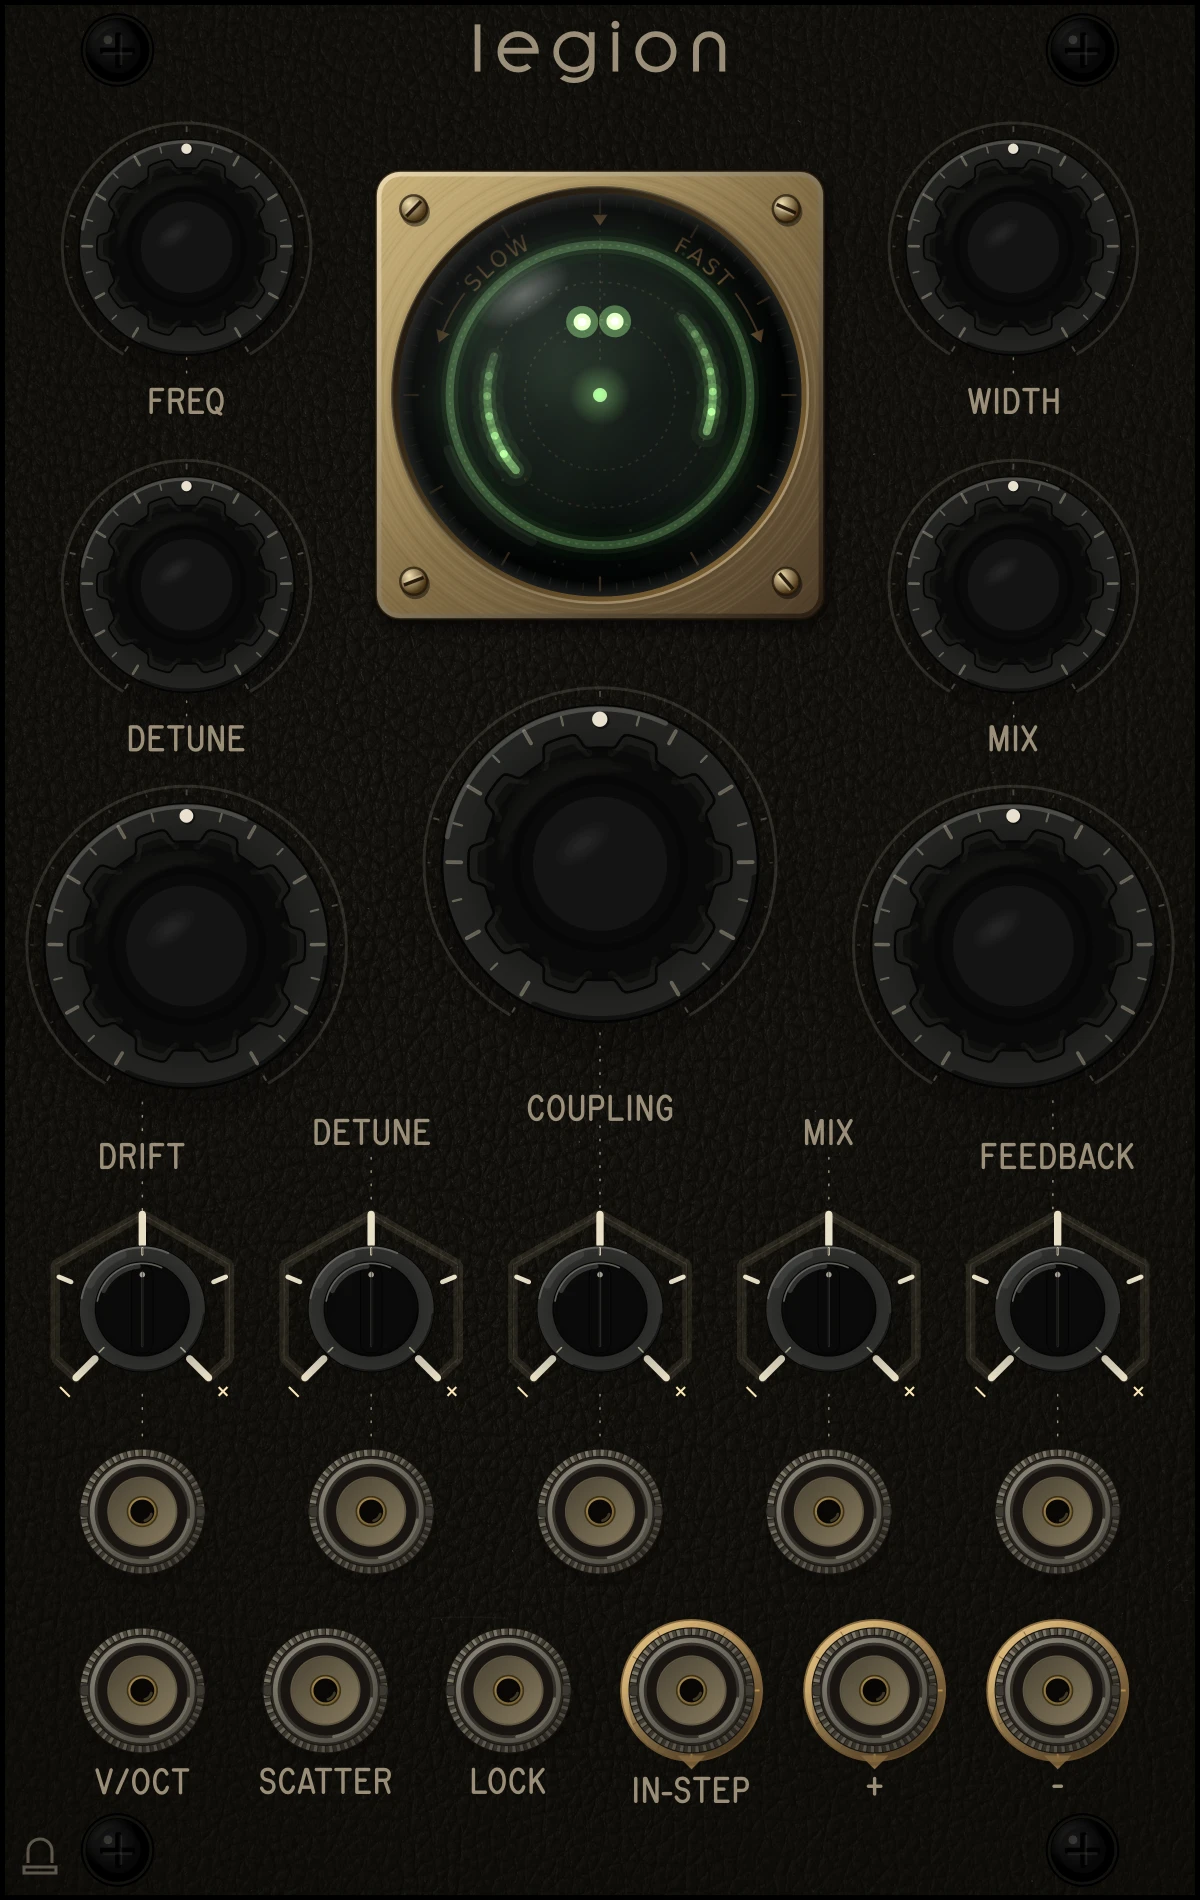 legion
SLOW
FAST
FREQ
WIDTH
DETUNE
MIX
COUPLING
DETUNE
MIX
DRIFT
FEEDBACK
V/OCT
SCATTER
LOCK
IN-STEP
+
-